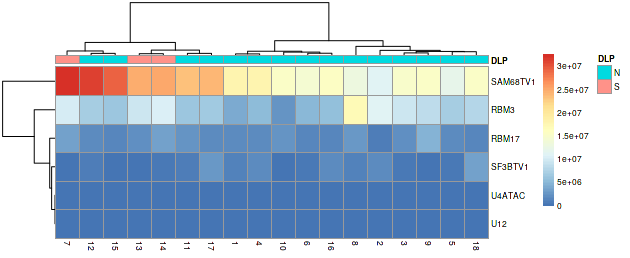 DLP
SAM68TV1
RBM3
RBM17
SF3BTV1
U4ATAC
U12
7 12 15 13 14 11 17 1 4 10 6 16 8 2 3 9 5 18
3e+07
2.5e+07
2e+07
1.5e+07
1e+07
5e+06
0
DLP
N
S